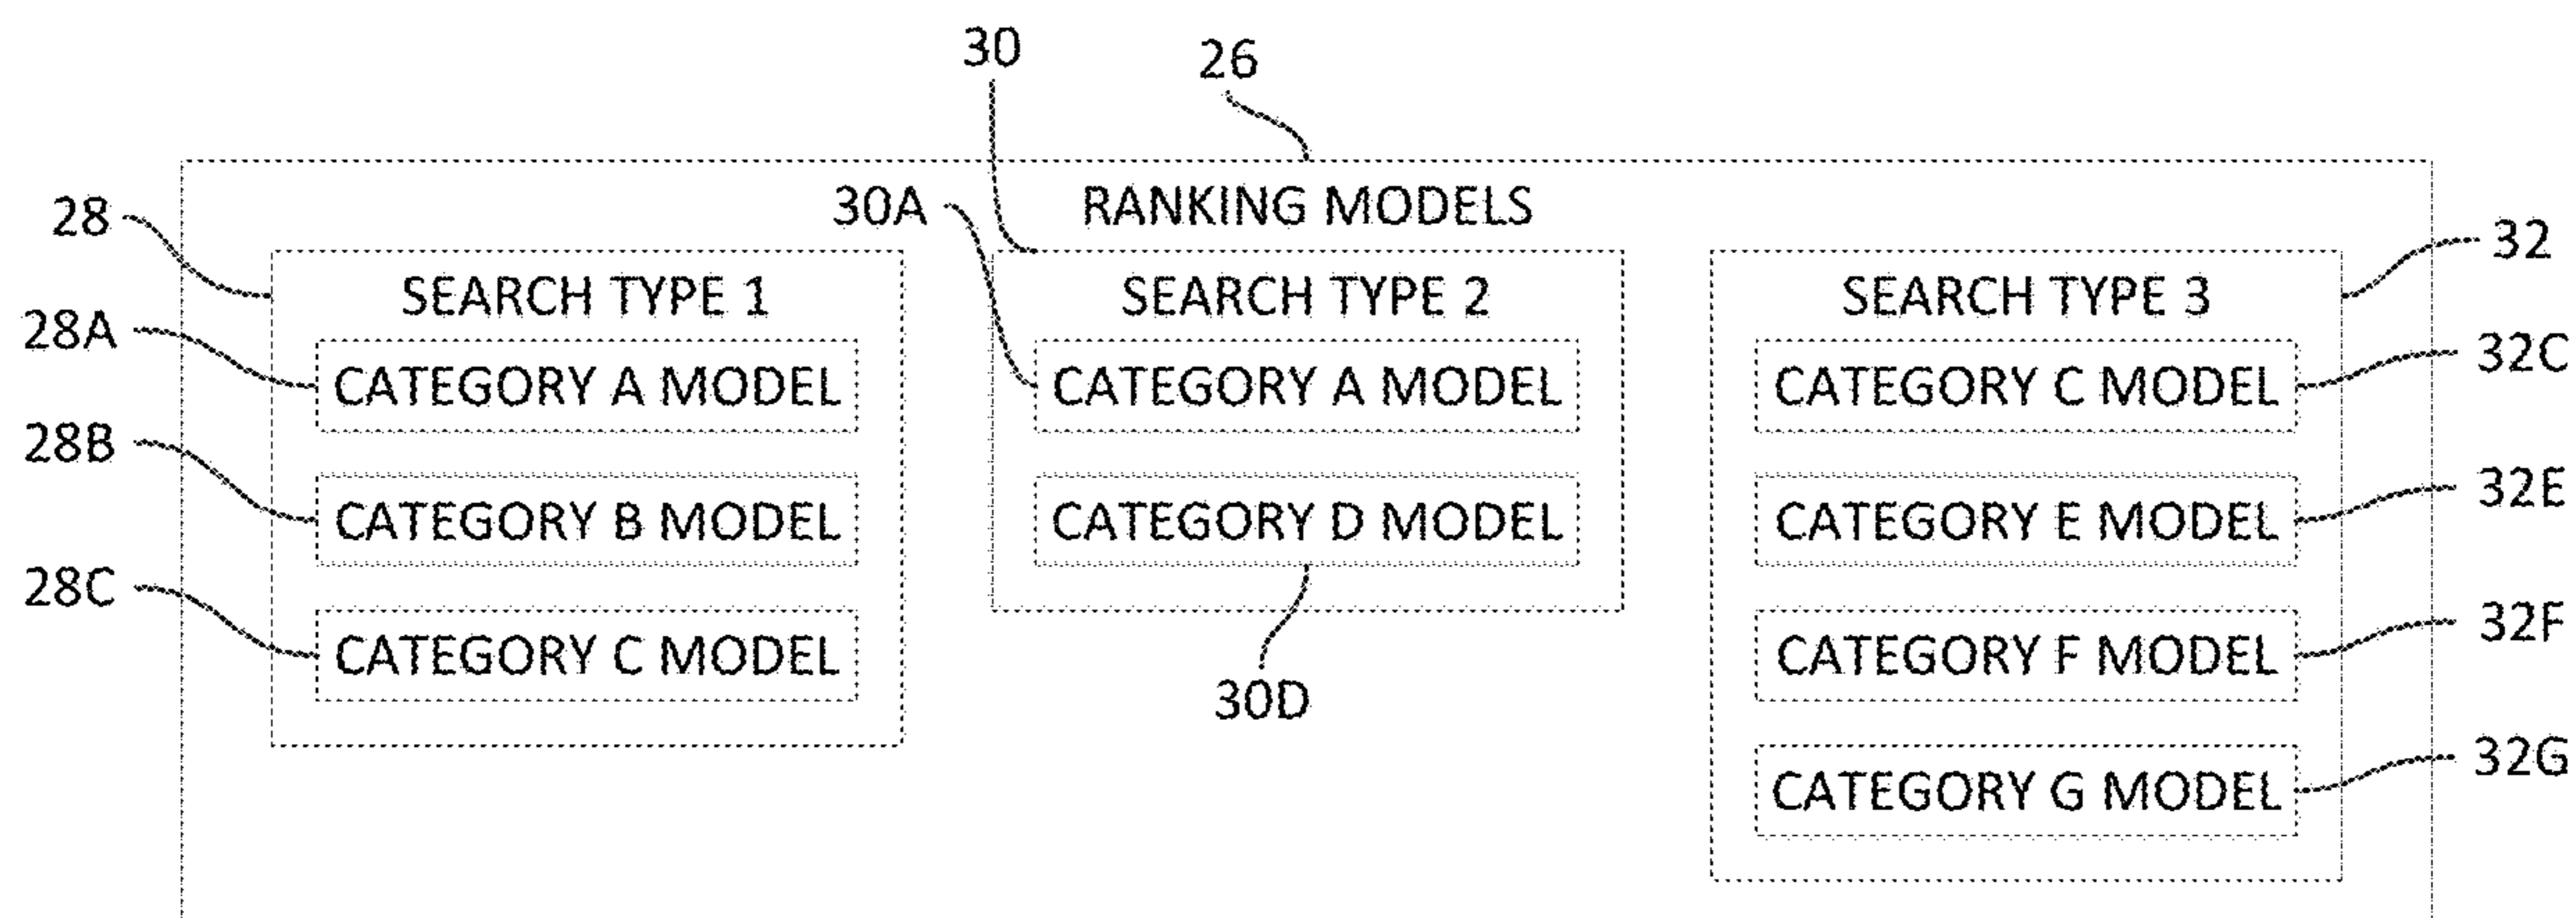 30
26
RANKING MODELS
28
30A
32
SEARCH TYPE 1
28A
CATEGORY A MODEL
28B
CATEGORY B MODEL
28C
CATEGORY C MODEL
SEARCH TYPE 2
CATEGORY A MODEL
CATEGORY D MODEL
30D
SEARCH TYPE 3
CATEGORY C MODEL
32C
CATEGORY E MODEL
32E
CATEGORY F MODEL
32F
CATEGORY G MODEL
32G